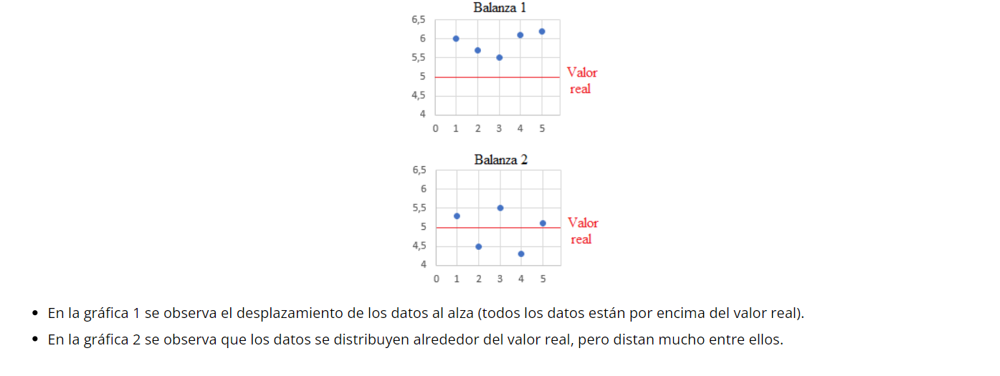 Balanza 1
6,5
6
5,5
5
4,5
4
Valor
real
0 1 2 3 4 5
Balanza 2
6,5
6
5,5
5
4,5
4
Valor
real
0 1 2 3 4 5
• En la gráfica 1 se observa el desplazamiento de los datos al alza (todos los datos están por encima del valor real).
• En la gráfica 2 se observa que los datos se distribuyen alrededor del valor real, pero distan mucho entre ellos.